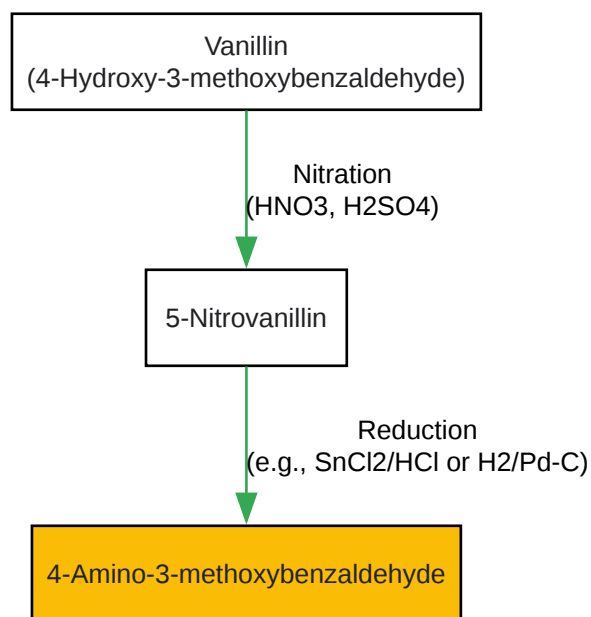 Vanillin
(4-Hydroxy-3-methoxybenzaldehyde)
Nitration
(HNO3, H2SO4)
5-Nitrovanillin
Reduction
(e.g., SnCl2/HCl or H2/Pd-C)
4-Amino-3-methoxybenzaldehyde